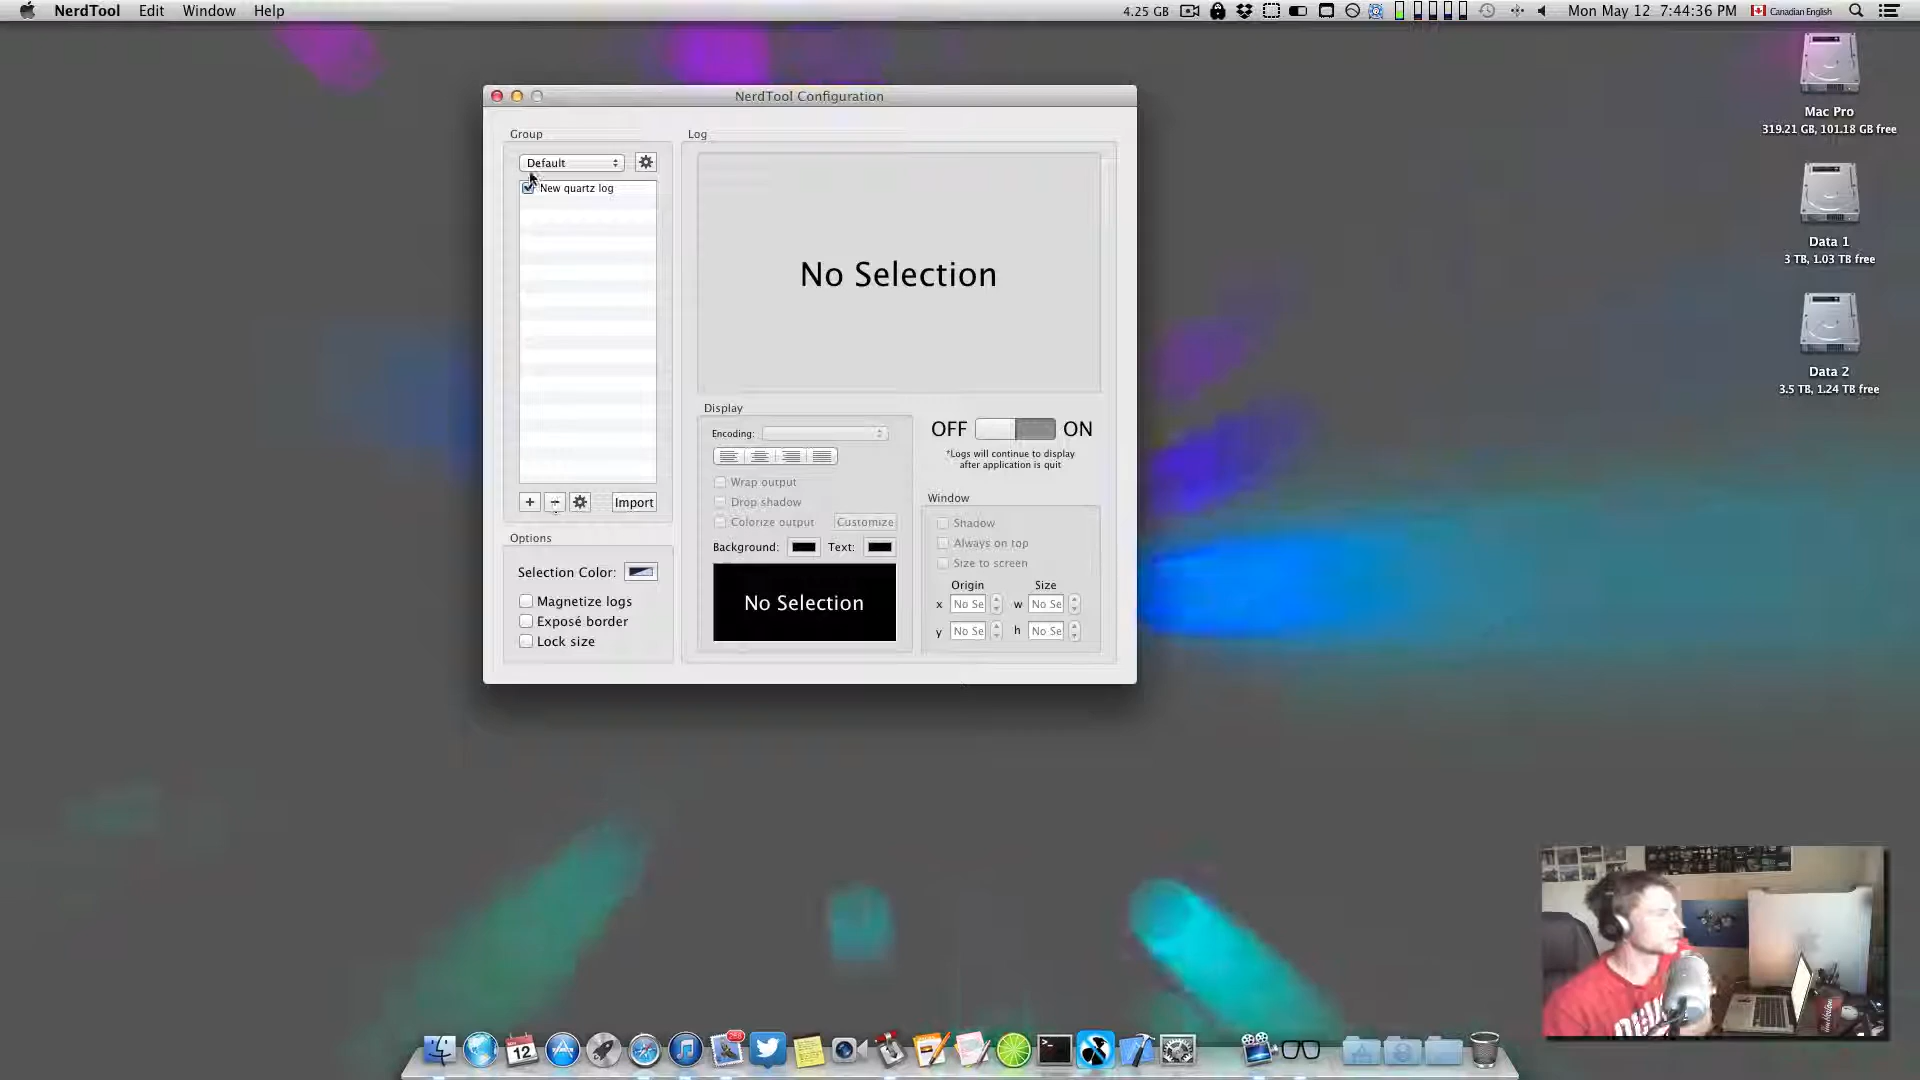 NerdTool Edit Window Help
4.25 GB Mon May 12 7:44:36 PM Canadian English
NerdTool Configuration
Group
Log
Default
New quartz log
No Selection
Import
Options
Selection Color:
Magnetize logs
Exposé border
Lock size
Display
Encoding:
Wrap output
Drop shadow
Colorize output Customize
Background: Text:
No Selection
OFF ON
*Logs will continue to display
after application is quit
Window
Shadow
Always on top
Size to screen
Origin Size
x No Se w No Se
y No Se h No Se
Mac Pro
319.21 GB, 101.18 GB free
Data 1
3 TB, 1.03 TB free
Data 2
3.5 TB, 1.24 TB free
12